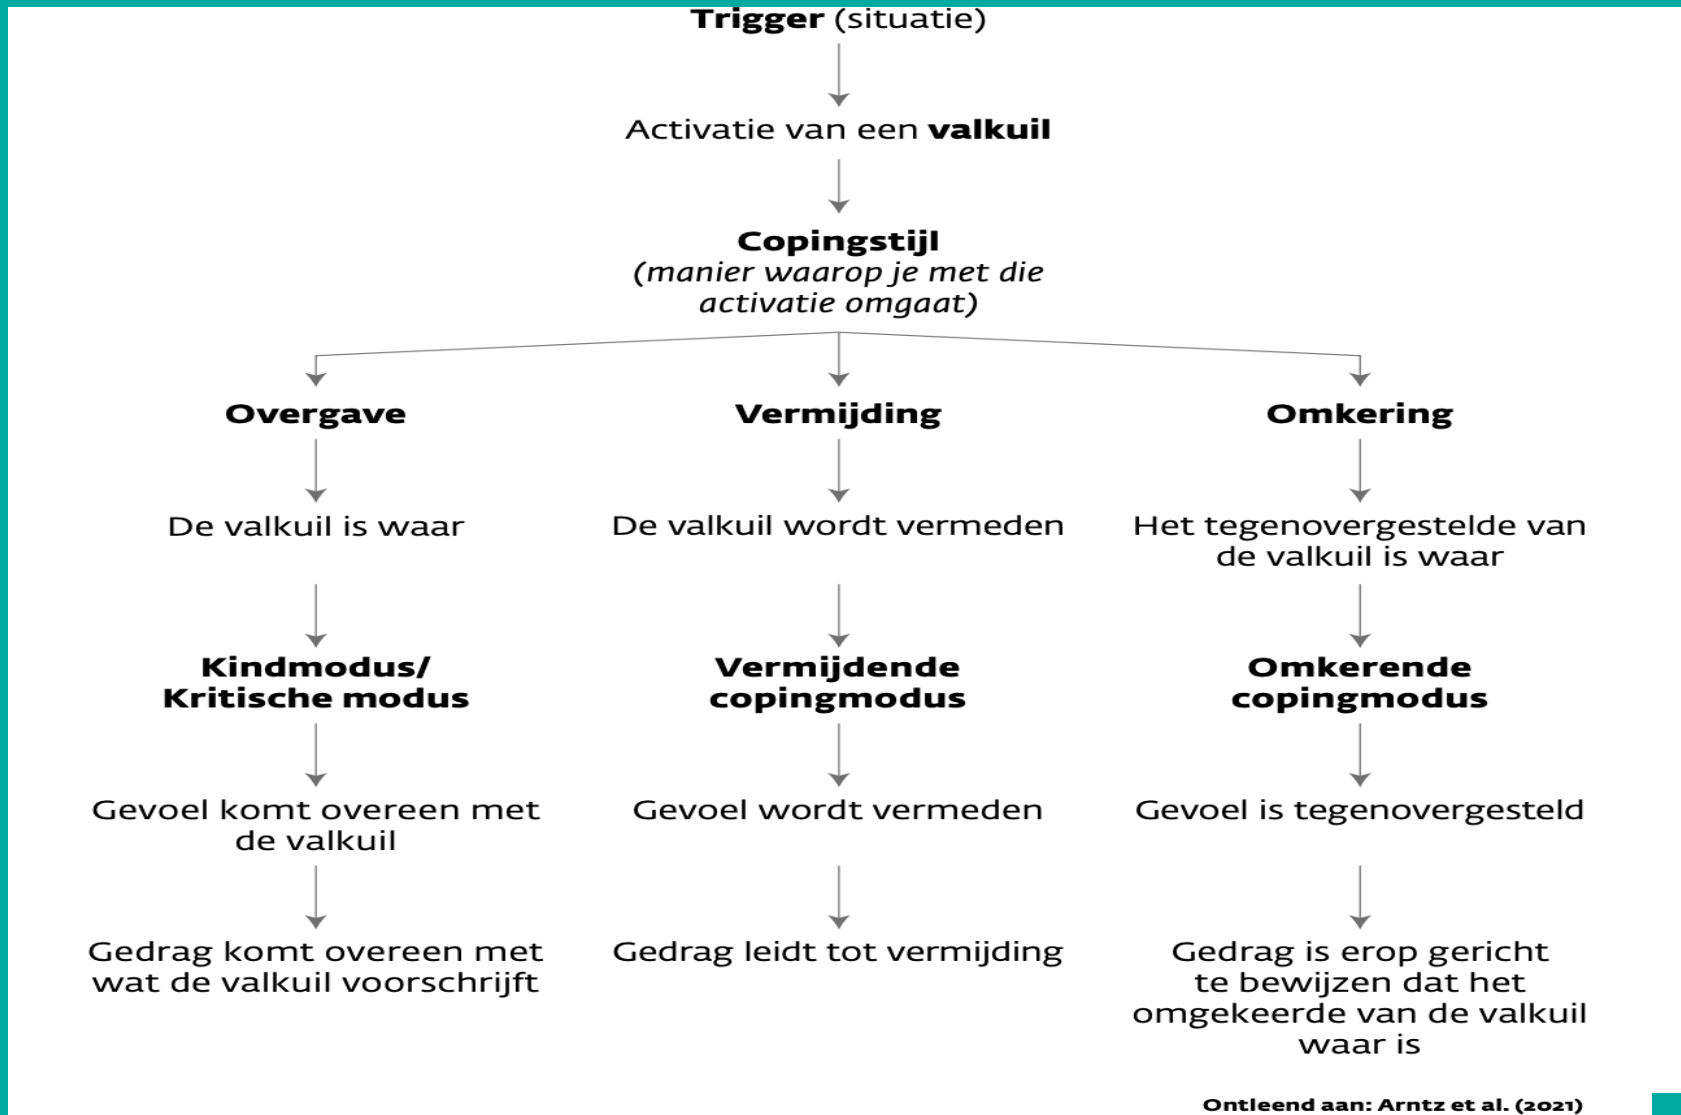 Trigger (situatie)
Activatie van een valkuil
Copingstijl
(manier waarop je met die
activatie omgaat)
Overgave
Vermijding
Omkering
De valkuil is waar
De valkuil wordt vermeden
Het tegenovergestelde van
de valkuil is waar
Kindmodus/
Kritische modus
Vermijdende
copingmodus
Omkerende
copingmodus
Gevoel komt overeen met
de valkuil
Gevoel wordt vermeden
Gevoel is tegenovergesteld
Gedrag komt overeen met
wat de valkuil voorschrijft
Gedrag leidt tot vermijding
Gedrag is erop gericht
te bewijzen dat het
omgekeerde van de valkuil
waar is
Ontleend aan: Arntz et al. (2021)